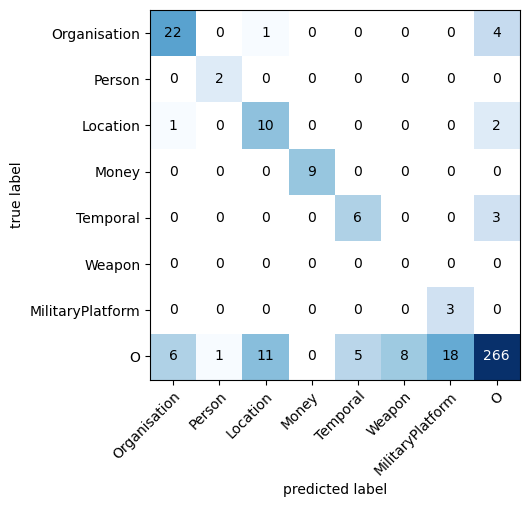 true label
Organisation 22 0 1 0 0 0 0 4
Person 0 2 0 0 0 0 0 0
Location 1 0 10 0 0 0 0 2
Money 0 0 0 9 0 0 0 0
Temporal 0 0 0 0 6 0 0 3
Weapon 0 0 0 0 0 0 0 0
MilitaryPlatform 0 0 0 0 0 0 3 0
O 6 1 11 0 5 8 18 266
Organisation Person Location Money Temporal Weapon MilitaryPlatform O
predicted label